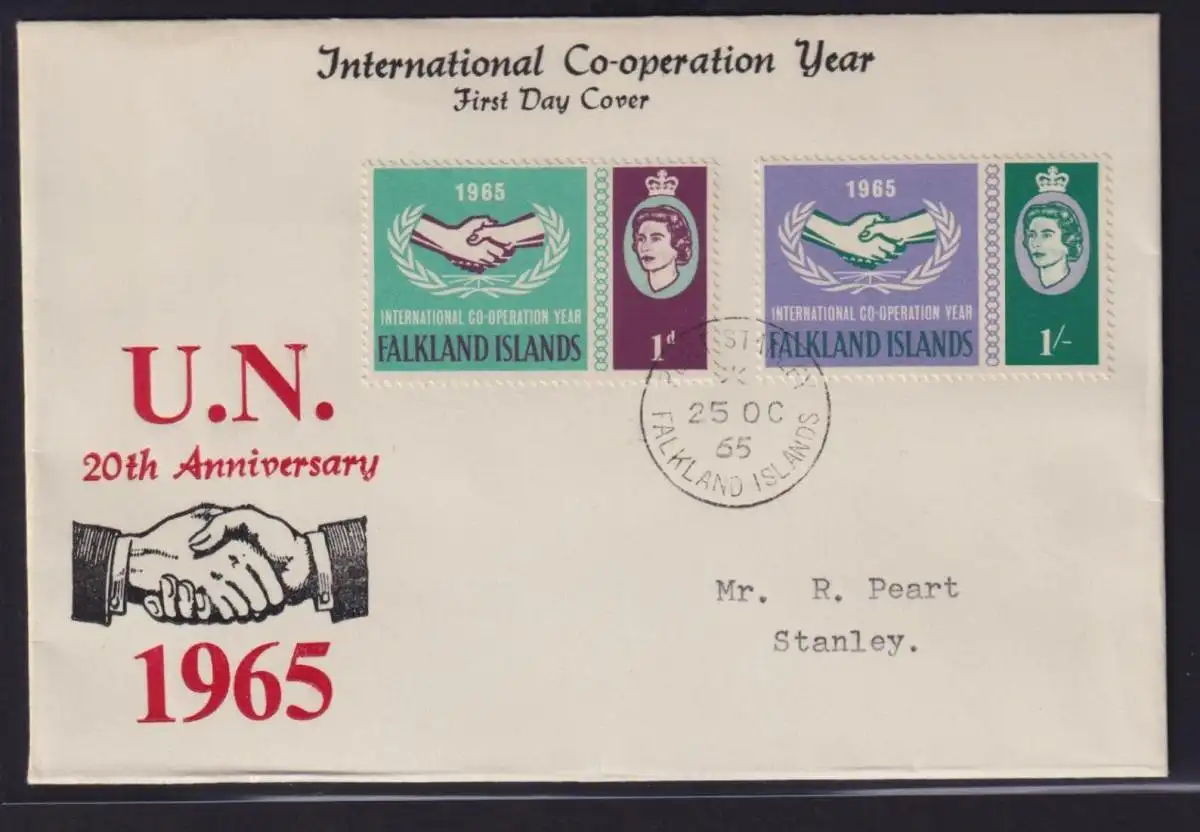 International Co-operation Year
First Day Cover
1965
INTERNATIONAL CO-OPERATION YEAR
FALKLAND ISLANDS
1d
1965
INTERNATIONAL CO-OPERATION YEAR
FALKLAND ISLANDS
1/-
STANLEY
25 OC
65
FALKLAND ISLANDS
U.N.
20th Anniversary
1965
Mr. R. Peart
Stanley.